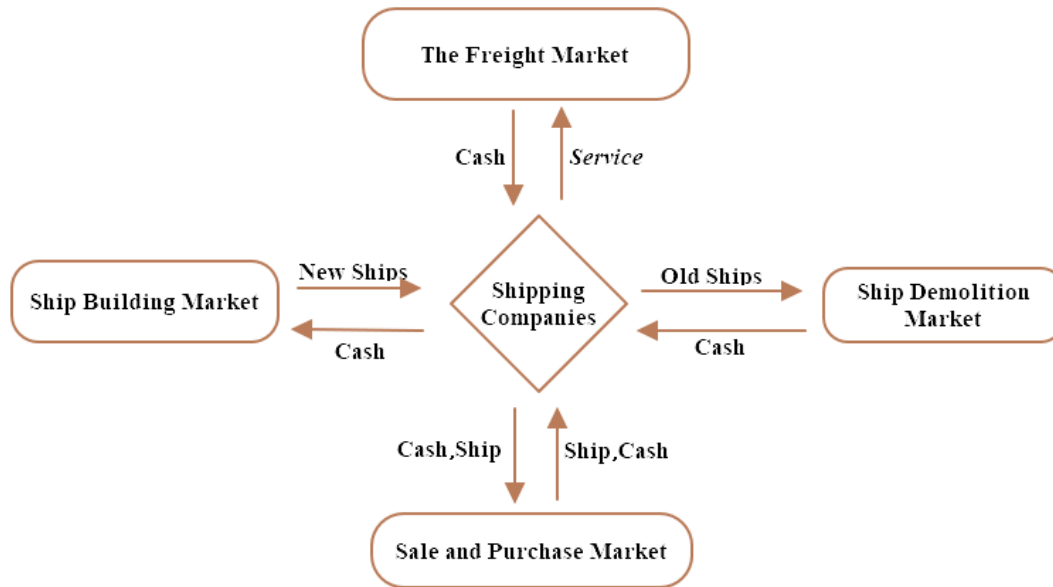 The Freight Market
Cash
Service
New Ships
Old Ships
Ship Building Market
Shipping
Companies
Ship Demolition
Market
Cash
Cash
Cash,Ship
Ship,Cash
Sale and Purchase Market